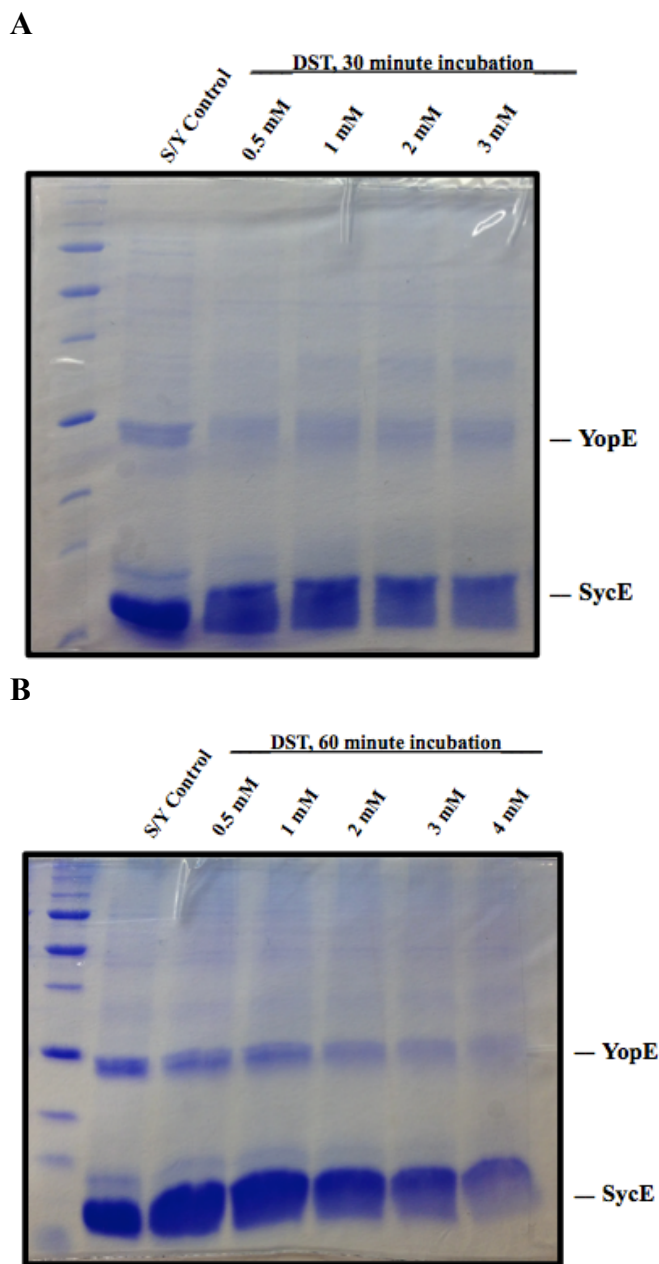 A
DST, 30 minute incubation
S/Y Control
0.5 mM
1 mM
2 mM
3 mM
— YopE
— SycE
B
DST, 60 minute incubation
S/Y Control
0.5 mM
1 mM
2 mM
3 mM
4 mM
— YopE
— SycE